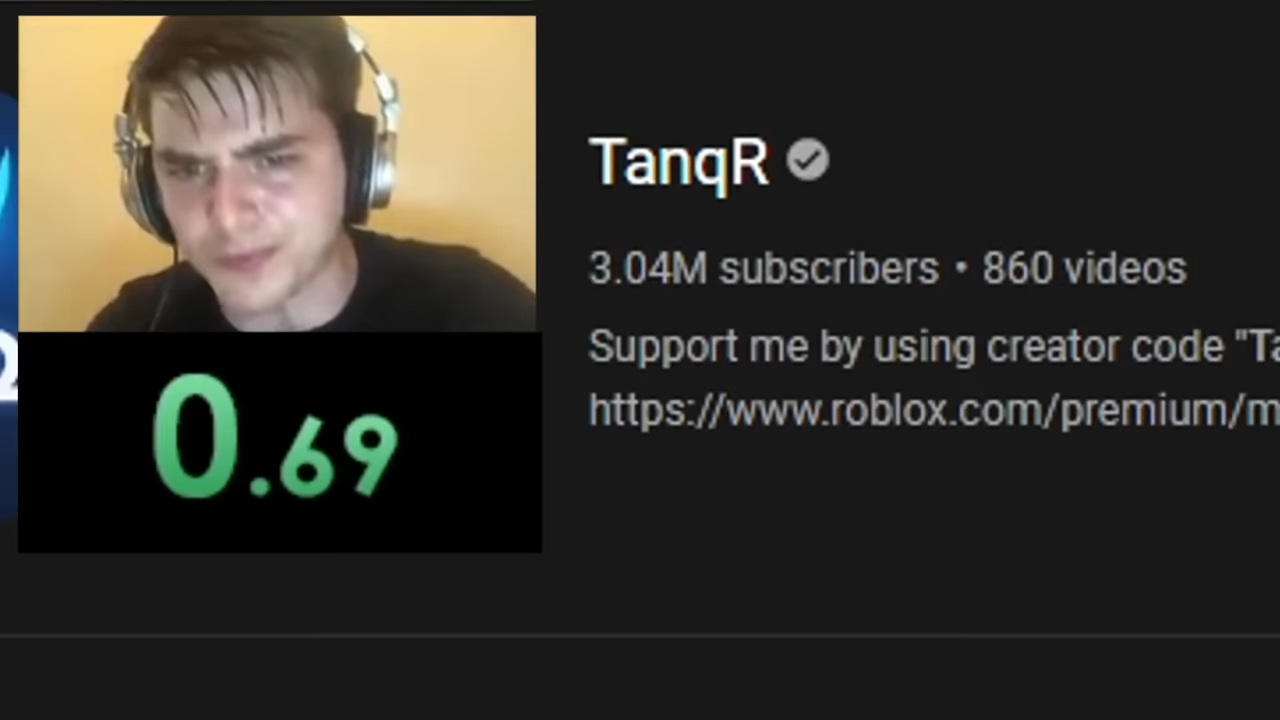 TanqR
3.04M subscribers • 860 videos
Support me by using creator code "Ta
https://www.roblox.com/premium/m
0.69